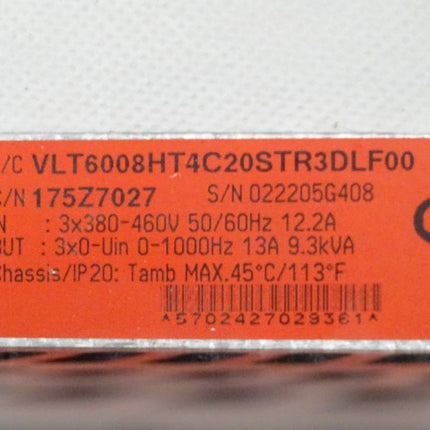 /C VLT6008HT4C20STR3DLF00
C/N 175Z7027 S/N 022205G408
N : 3x380-460V 50/60Hz 12.2A
OUT : 3x0-Uin 0-1000Hz 13A 9.3kVA
Chassis/IP20: Tamb MAX.45°C/113°F
*5702427029361*